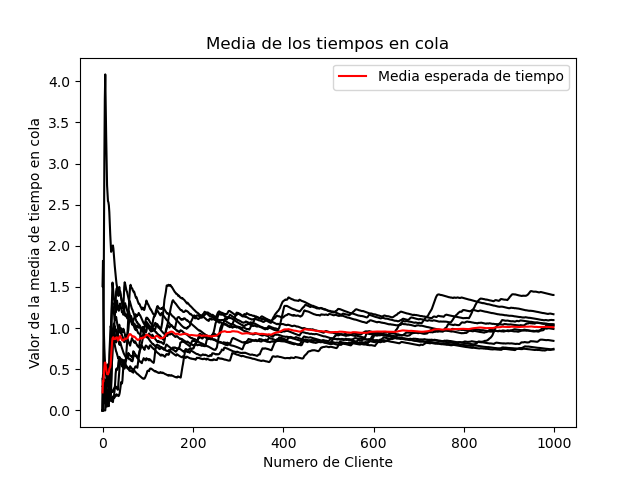 Media de los tiempos en cola
Media esperada de tiempo
Valor de la media de tiempo en cola
4.0
3.5
3.0
2.5
2.0
1.5
1.0
0.5
0.0
0 200 400 600 800 1000
Numero de Cliente